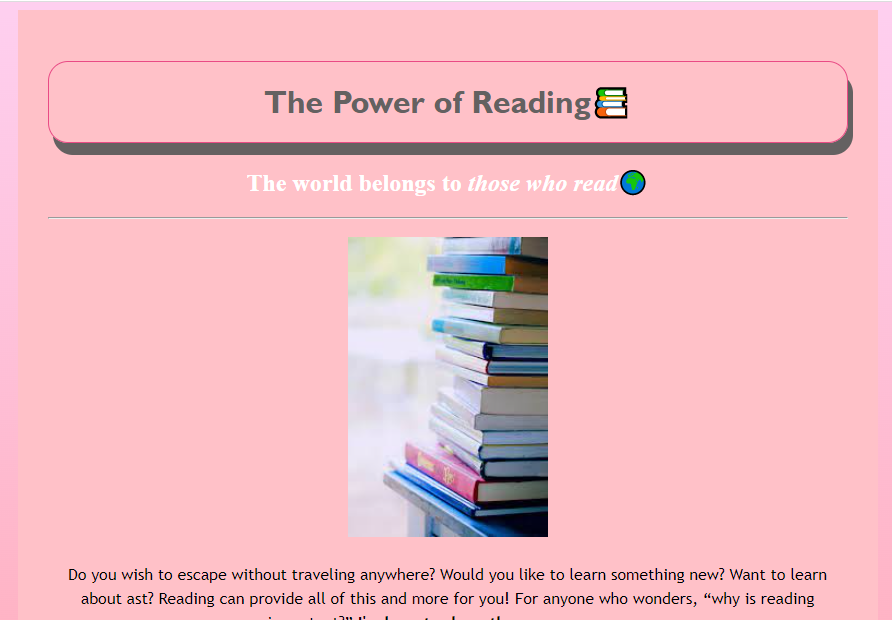 The Power of Reading📚
The world belongs to those who read🌍
Do you wish to escape without traveling anywhere? Would you like to learn something new? Want to learn
about ast? Reading can provide all of this and more for you! For anyone who wonders, “why is reading